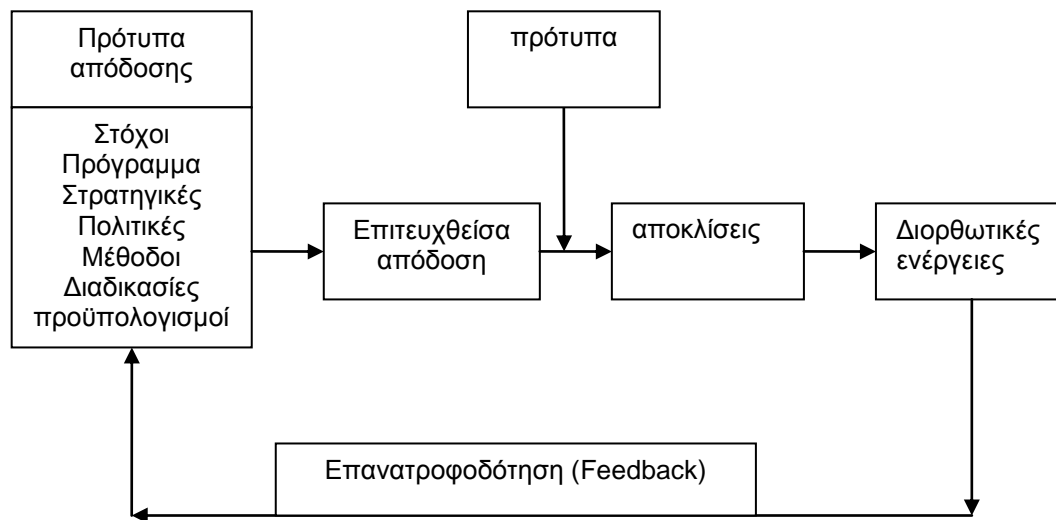 Πρότυπα
απόδοσης
Στόχοι
Πρόγραμμα
Στρατηγικές
Πολιτικές
Μέθοδοι
Διαδικασίες
προϋπολογισμοί
πρότυπα
Επιτευχθείσα
απόδοση
αποκλίσεις
Διορθωτικές
ενέργειες
Επανατροφοδότηση (Feedback)